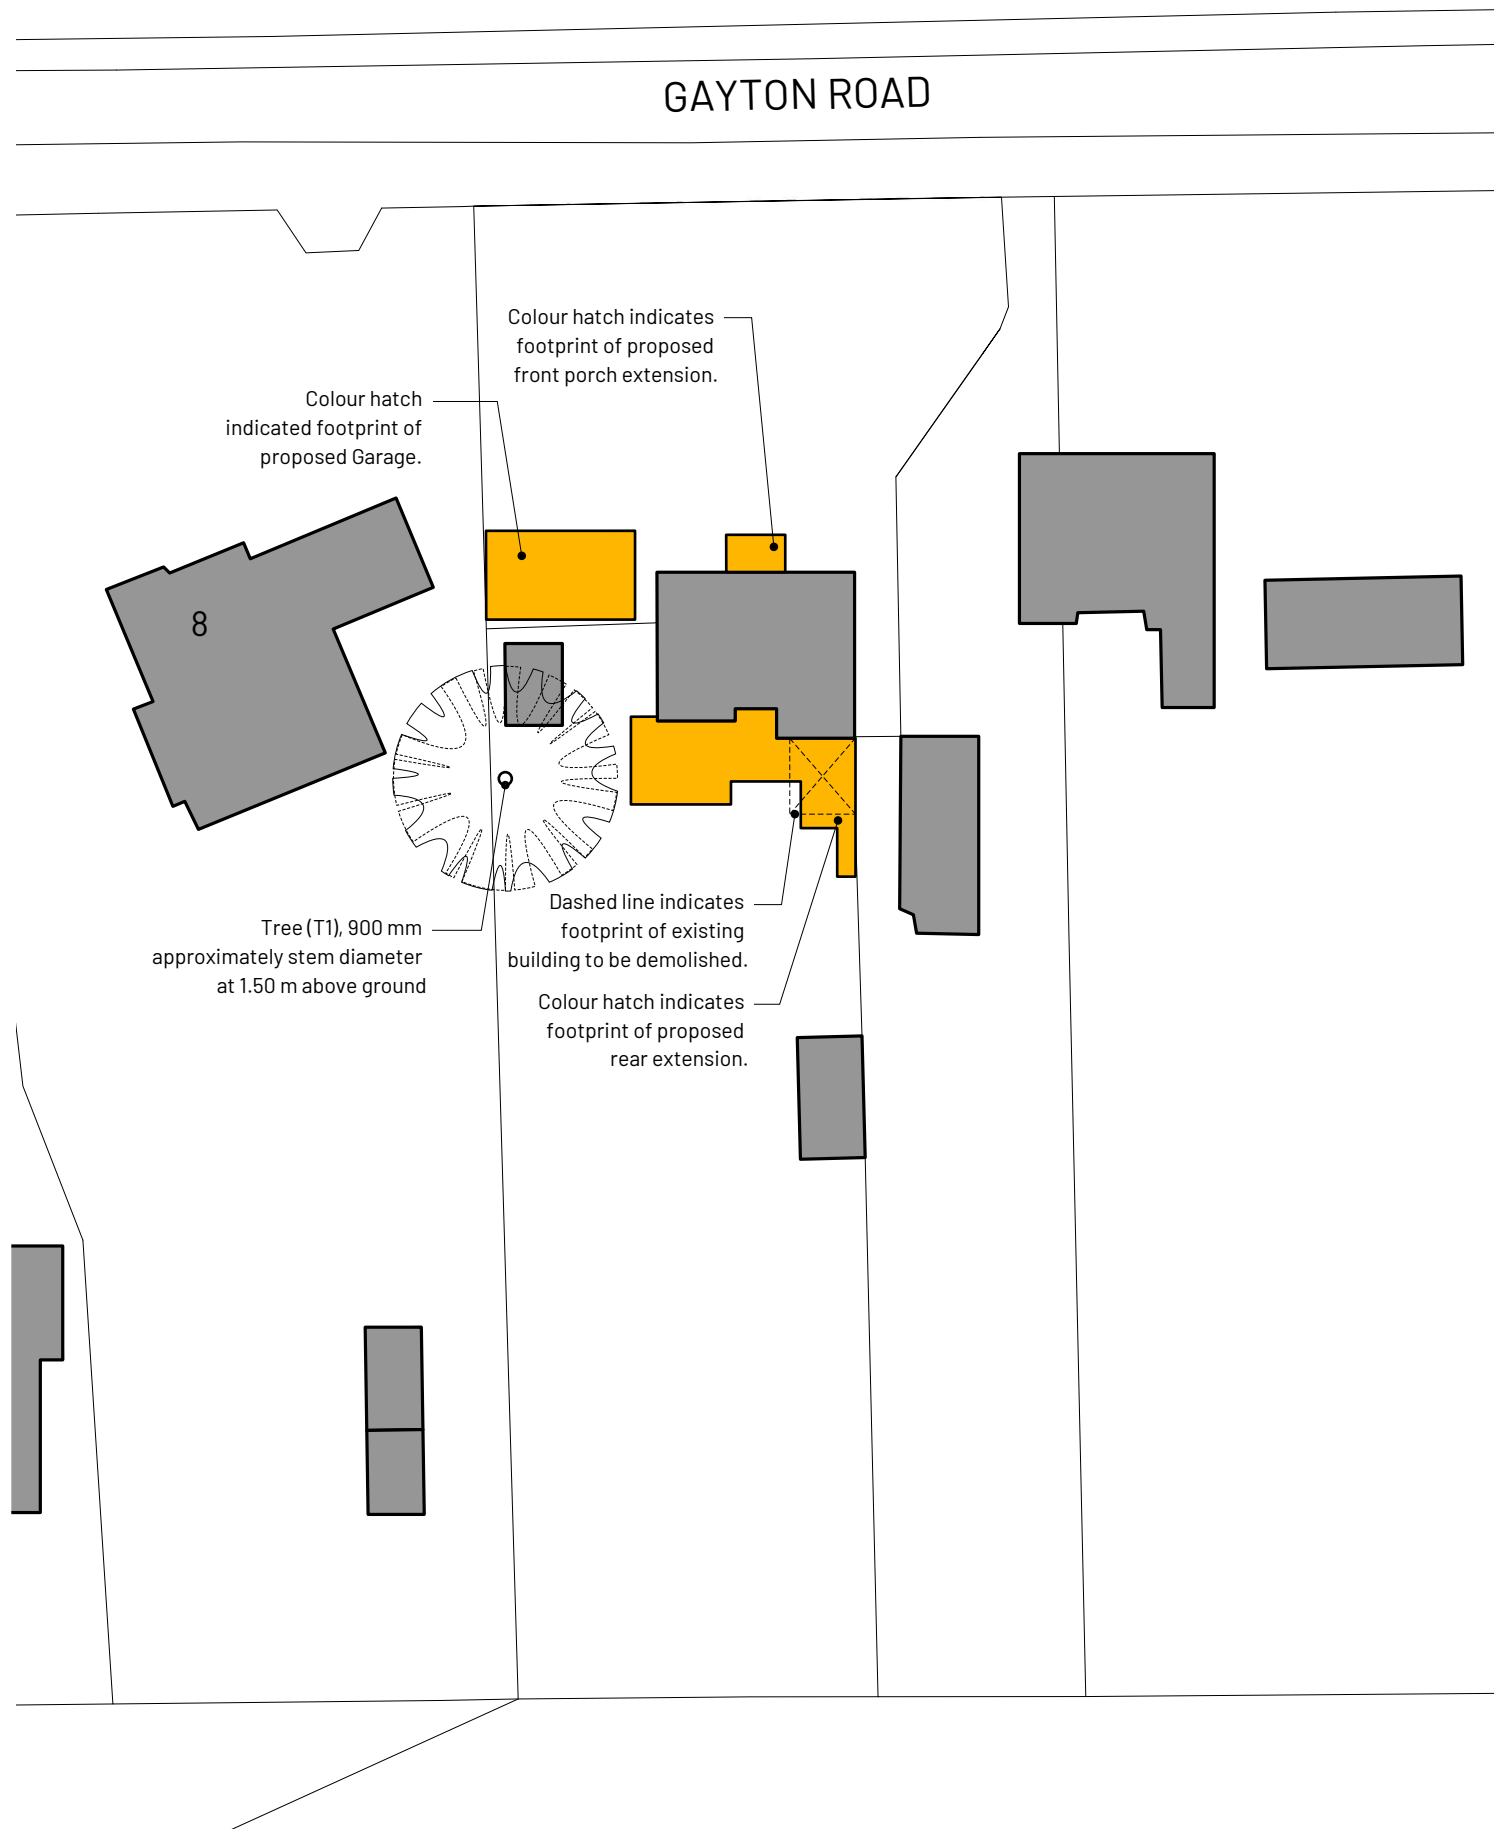 GAYTON ROAD
Colour hatch indicates
footprint of proposed
front porch extension.
Colour hatch
indicated footprint of
proposed Garage.
8
Dashed line indicates
footprint of existing
building to be demolished.
Tree (T1), 900 mm
approximately stem diameter
at 1.50 m above ground
Colour hatch indicates
footprint of proposed
rear extension.